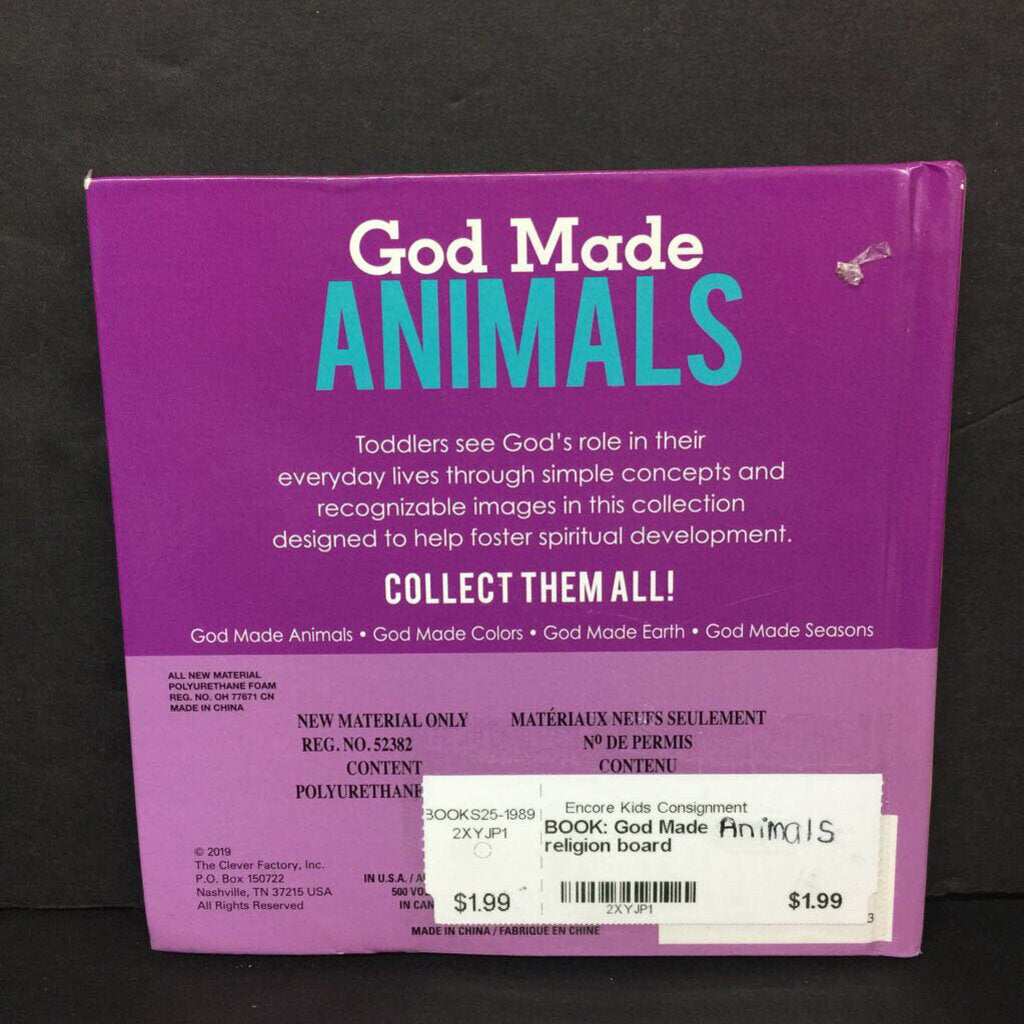 God Made
ANIMALS
Toddlers see God's role in their
everyday lives through simple concepts and
recognizable images in this collection
designed to help foster spiritual development.
COLLECT THEM ALL!
God Made Animals • God Made Colors • God Made Earth • God Made Seasons
ALL NEW MATERIAL
POLYURETHANE FOAM
REG. NO. OH 77671 CN
MADE IN CHINA
NEW MATERIAL ONLY
REG. NO. 52382
CONTENT
POLYURETHANE
MATÉRIAUX NEUFS SEULEMENT
Nº DE PERMIS
CONTENU
© 2019
The Clever Factory, Inc.
P.O. Box 150722
Nashville, TN 37215 USA
All Rights Reserved
IN U.S.A. /
500
IN
MADE IN CHINA / FABRIQUÉ EN CHINE
BOOKS25-1989
2XYJP1
$1.99
Encore Kids Consignment
BOOK: God Made Animals
religion board
2XYJP1
$1.99
3